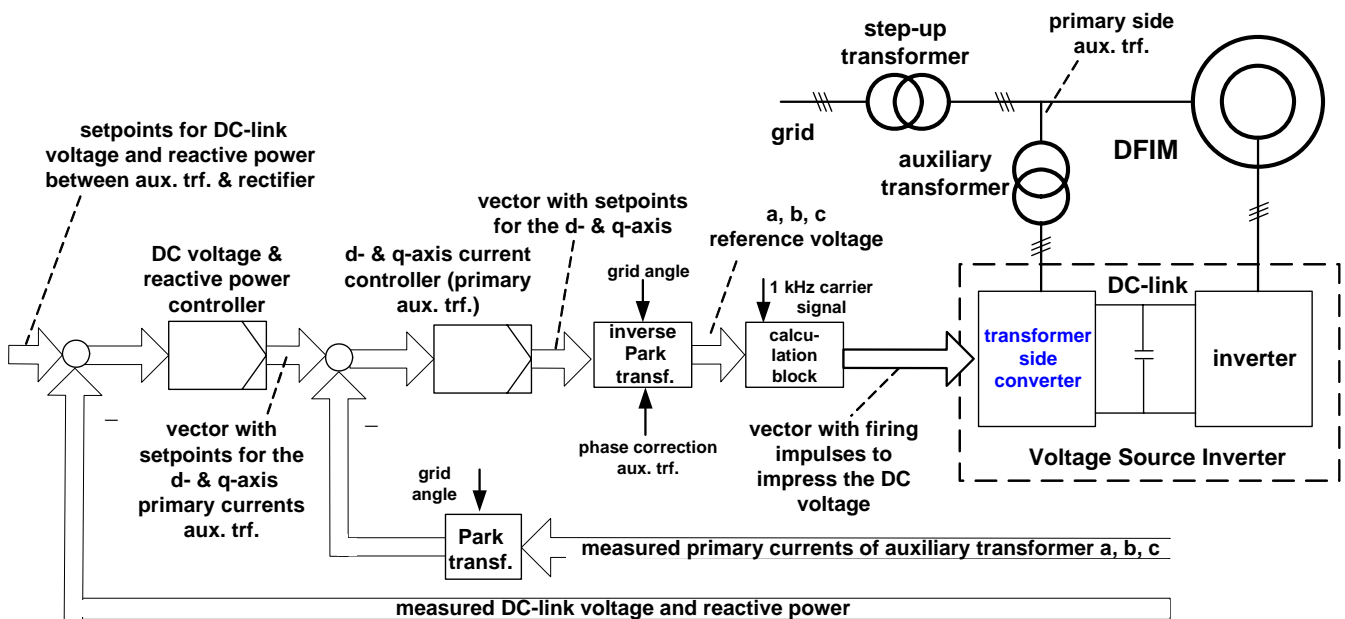 step-up
transformer
primary side
aux. trf.
grid
auxiliary
transformer
DFIM
setpoints for DC-link
voltage and reactive power
between aux. trf. & rectifier
vector with setpoints
for the d- & q-axis
a, b, c
reference voltage
DC voltage &
reactive power
controller
d- & q-axis current
controller (primary
aux. trf.)
grid angle
1 kHz carrier
signal
inverse
Park
transf.
calcu-
lation
block
DC-link
transformer
side
converter
inverter
Voltage Source Inverter
–
–
vector with
setpoints for the
d- & q-axis
primary currents
aux. trf.
phase correction
aux. trf.
vector with firing
impulses to
impress the DC
voltage
grid
angle
Park
transf.
measured primary currents of auxiliary transformer a, b, c
measured DC-link voltage and reactive power